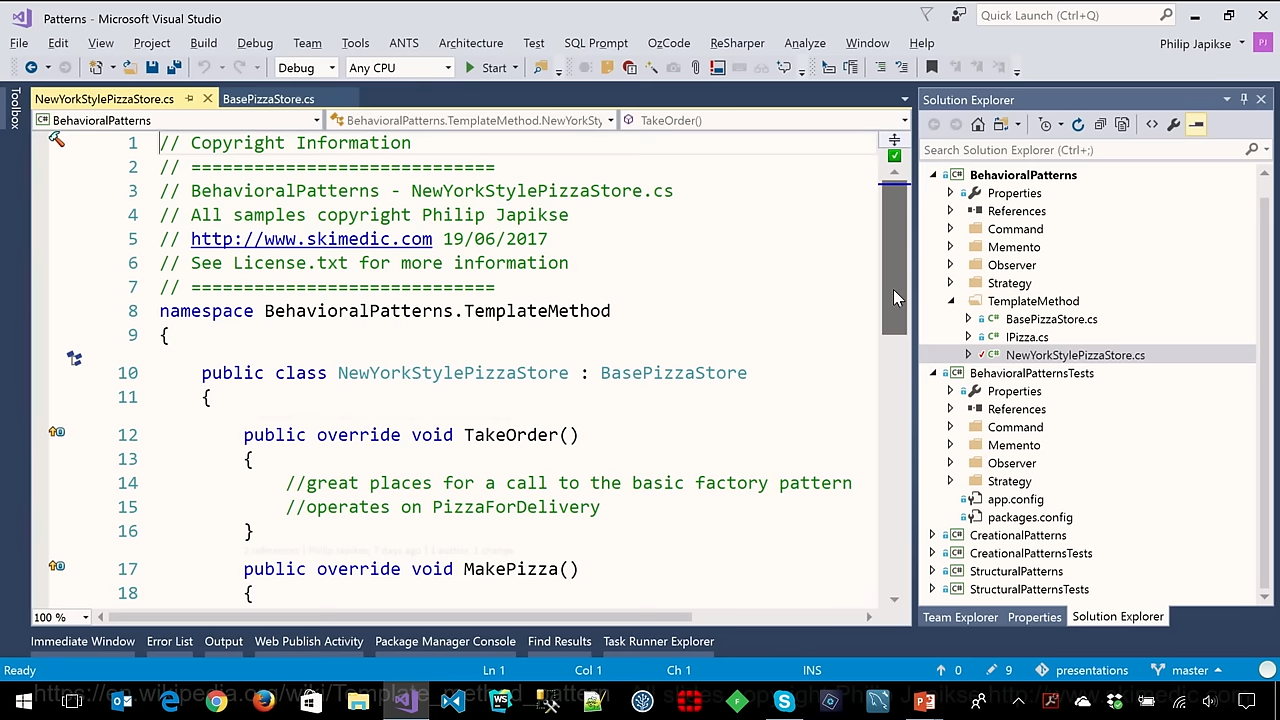 Patterns - Microsoft Visual Studio
Quick Launch (Ctrl+Q)
File Edit View Project Build Debug Team Tools ANTS Architecture Test SQL Prompt OzCode ReSharper Analyze Window Help
Philip Japikse PJ
Debug Any CPU Start
Toolbox
NewYorkStylePizzaStore.cs BasePizzaStore.cs
BehavioralPatterns BehavioralPatterns.TemplateMethod.NewYorkSty TakeOrder()
1 // Copyright Information
2 // =============================
3 // BehavioralPatterns - NewYorkStylePizzaStore.cs
4 // All samples copyright Philip Japikse
5 // http://www.skimedic.com 19/06/2017
6 // See License.txt for more information
7 // =============================
8 namespace BehavioralPatterns.TemplateMethod
9 {
10 public class NewYorkStylePizzaStore : BasePizzaStore
11 {
12 public override void TakeOrder()
13 {
14 //great places for a call to the basic factory pattern
15 //operates on PizzaForDelivery
16 }
17 public override void MakePizza()
18 {
100 %
Solution Explorer
Search Solution Explorer (Ctrl+;)
BehavioralPatterns
Properties
References
Command
Memento
Observer
Strategy
TemplateMethod
BasePizzaStore.cs
IPizza.cs
NewYorkStylePizzaStore.cs
BehavioralPatternsTests
Properties
References
Command
Memento
Observer
Strategy
app.config
packages.config
CreationalPatterns
CreationalPatternsTests
StructuralPatterns
StructuralPatternsTests
Team Explorer Properties Solution Explorer
Immediate Window Error List Output Web Publish Activity Package Manager Console Find Results Task Runner Explorer
Ready Ln 1 Col 1 Ch 1 INS 0 9 presentations master
https://en.wikipedia.org/wiki/Template_method_pattern